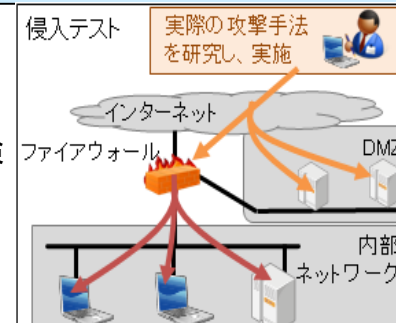 侵入テスト
実際の攻撃手法
を研究し、実施
インターネット
ファイアウォール
DMZ
内部
ネットワーク